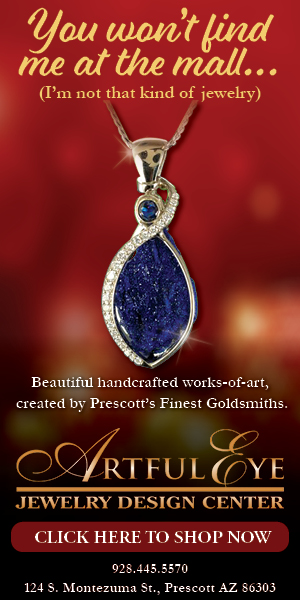 You won't find
me at the mall...
(I'm not that kind of jewelry)
Beautiful handcrafted works-of-art,
created by Prescott's Finest Goldsmiths.
ARTFUL EYE
JEWELRY DESIGN CENTER
CLICK HERE TO SHOP NOW
928.445.5570
124 S. Montezuma St., Prescott AZ 86303